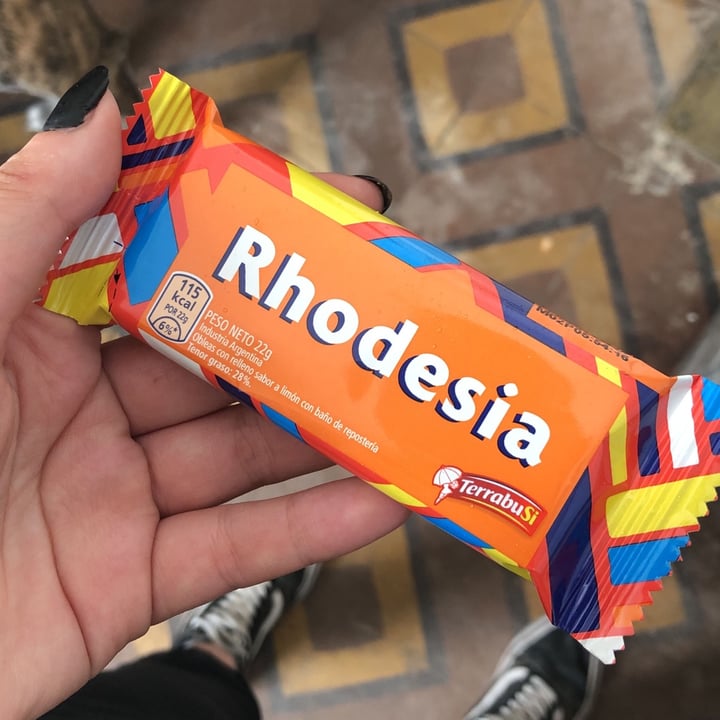 Rhodesia
115
kcal
POR 22g
6%*
PESO NETO 22g
Industria Argentina
Obleas con relleno sabor a limón con baño de repostería
Tenor graso: 28%.
TerrabuSi